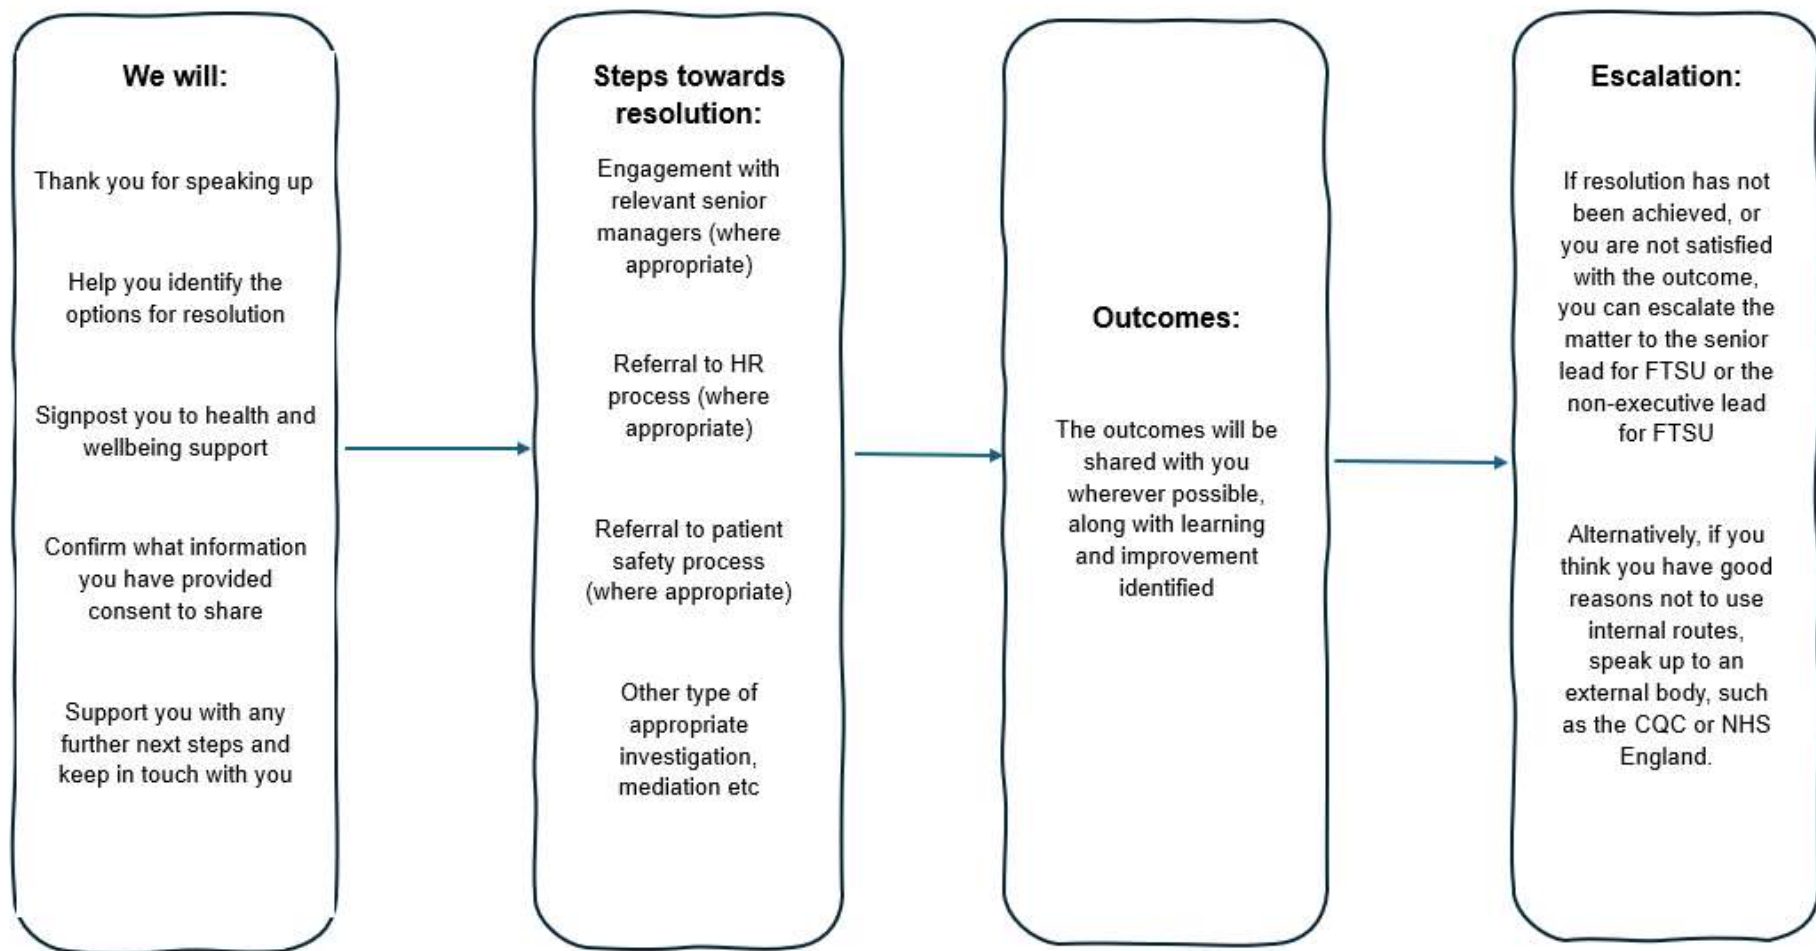 We will:
Thank you for speaking up
Help you identify the
options for resolution
Signpost you to health and
wellbeing support
Confirm what information
you have provided
consent to share
Support you with any
further next steps and
keep in touch with you
Steps towards
resolution:
Engagement with
relevant senior
managers (where
appropriate)
Referral to HR
process (where
appropriate)
Referral to patient
safety process
(where appropriate)
Other type of
appropriate
investigation,
mediation etc
Outcomes:
The outcomes will be
shared with you
wherever possible,
along with learning
and improvement
identified
Escalation:
If resolution has not
been achieved, or
you are not satisfied
with the outcome,
you can escalate the
matter to the senior
lead for FTSU or the
non-executive lead
for FTSU
Alternatively, if you
think you have good
reasons not to use
internal routes,
speak up to an
external body, such
as the CQC or NHS
England.